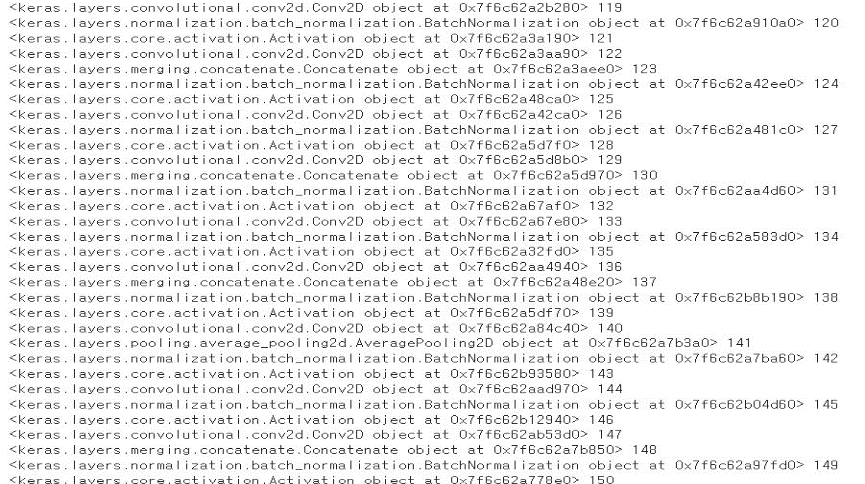 <keras.layers.convolutional.conv2d.Conv2D object at 0x7f6c62a2b280> 119
<keras.layers.normalization.batch_normalization.BatchNormalization object at 0x7f6c62a910a0> 120
<keras.layers.core.activation.Activation object at 0x7f6c62a3a190> 121
<keras.layers.convolutional.conv2d.Conv2D object at 0x7f6c62a3aa90> 122
<keras.layers.merging.concatenate.Concatenate object at 0x7f6c62a3aee0> 123
<keras.layers.normalization.batch_normalization.BatchNormalization object at 0x7f6c62a42ee0> 124
<keras.layers.core.activation.Activation object at 0x7f6c62a48ca0> 125
<keras.layers.convolutional.conv2d.Conv2D object at 0x7f6c62a42ca0> 126
<keras.layers.normalization.batch_normalization.BatchNormalization object at 0x7f6c62a481c0> 127
<keras.layers.core.activation.Activation object at 0x7f6c62a5d7f0> 128
<keras.layers.convolutional.conv2d.Conv2D object at 0x7f6c62a5d8b0> 129
<keras.layers.merging.concatenate.Concatenate object at 0x7f6c62a5d970> 130
<keras.layers.normalization.batch_normalization.BatchNormalization object at 0x7f6c62aa4d60> 131
<keras.layers.core.activation.Activation object at 0x7f6c62a67af0> 132
<keras.layers.convolutional.conv2d.Conv2D object at 0x7f6c62a67e80> 133
<keras.layers.normalization.batch_normalization.BatchNormalization object at 0x7f6c62a583d0> 134
<keras.layers.core.activation.Activation object at 0x7f6c62a32fd0> 135
<keras.layers.convolutional.conv2d.Conv2D object at 0x7f6c62aa4940> 136
<keras.layers.merging.concatenate.Concatenate object at 0x7f6c62a48e20> 137
<keras.layers.normalization.batch_normalization.BatchNormalization object at 0x7f6c62b8b190> 138
<keras.layers.core.activation.Activation object at 0x7f6c62a5df70> 139
<keras.layers.convolutional.conv2d.Conv2D object at 0x7f6c62a84c40> 140
<keras.layers.pooling.average_pooling2d.AveragePooling2D object at 0x7f6c62a7b3a0> 141
<keras.layers.normalization.batch_normalization.BatchNormalization object at 0x7f6c62a7ba60> 142
<keras.layers.core.activation.Activation object at 0x7f6c62b93580> 143
<keras.layers.convolutional.conv2d.Conv2D object at 0x7f6c62aad970> 144
<keras.layers.normalization.batch_normalization.BatchNormalization object at 0x7f6c62b04d60> 145
<keras.layers.core.activation.Activation object at 0x7f6c62b12940> 146
<keras.layers.convolutional.conv2d.Conv2D object at 0x7f6c62ab53d0> 147
<keras.layers.merging.concatenate.Concatenate object at 0x7f6c62a7b850> 148
<keras.layers.normalization.batch_normalization.BatchNormalization object at 0x7f6c62a97fd0> 149
<keras.layers.core.activation.Activation object at 0x7f6c62a778e0> 150